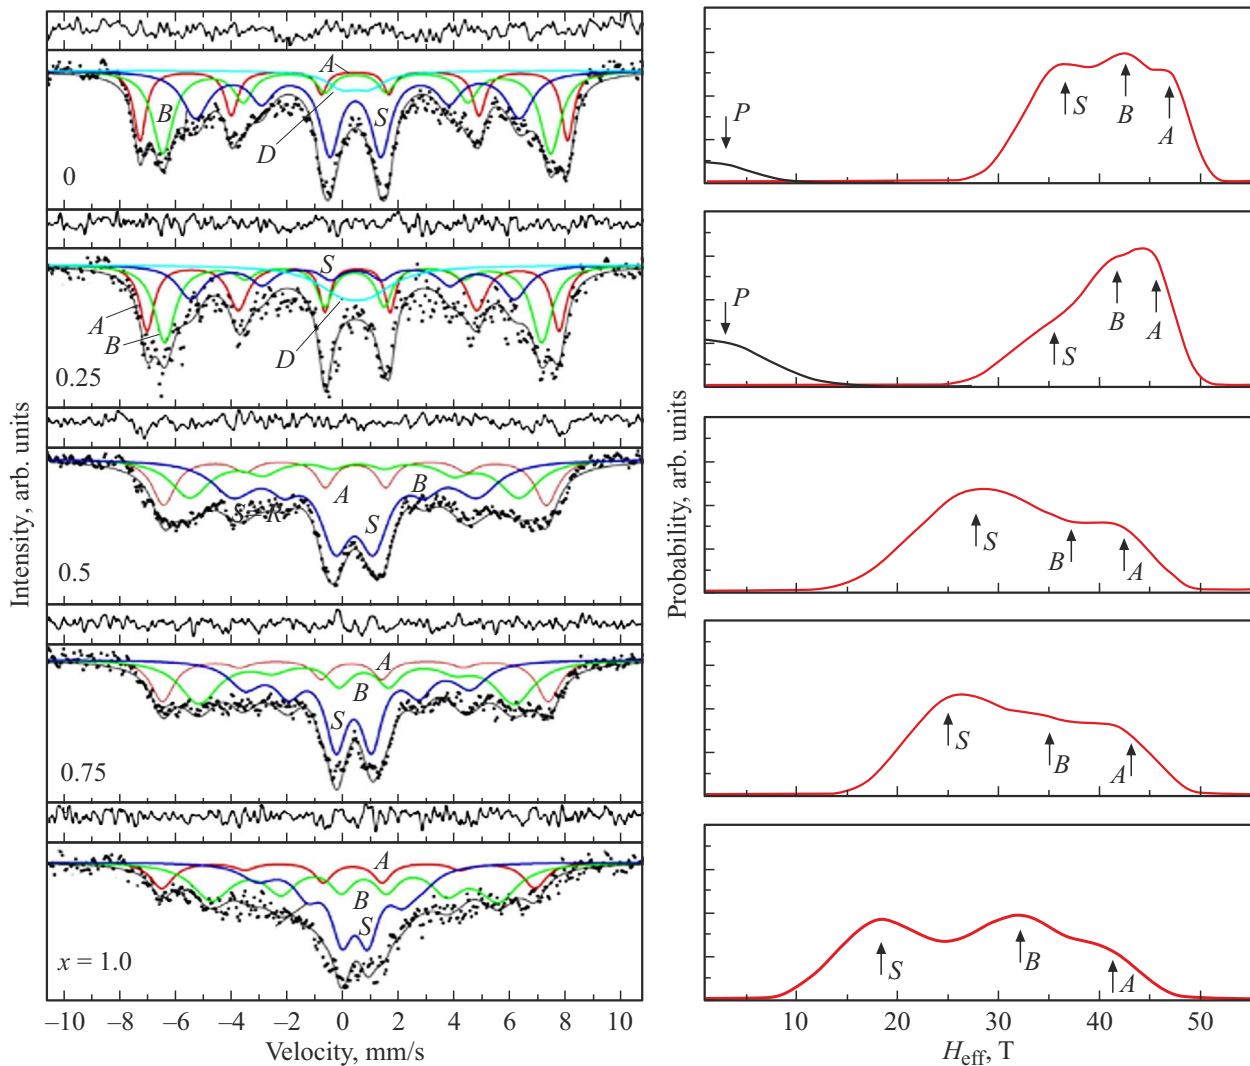 A
B
S
D
0
S
A
B
D
0.25
A
B
S
0.5
A
B
S
0.75
A
B
S
x = 1.0
−10 −8 −6 −4 −2 0 2 4 6 8 10
Velocity, mm/s
Intensity, arb. units
P
S
B
A
P
S
B
A
S
B
A
S
B
A
S
B
A
10 20 30 40 50
Heff, T
Probability, arb. units